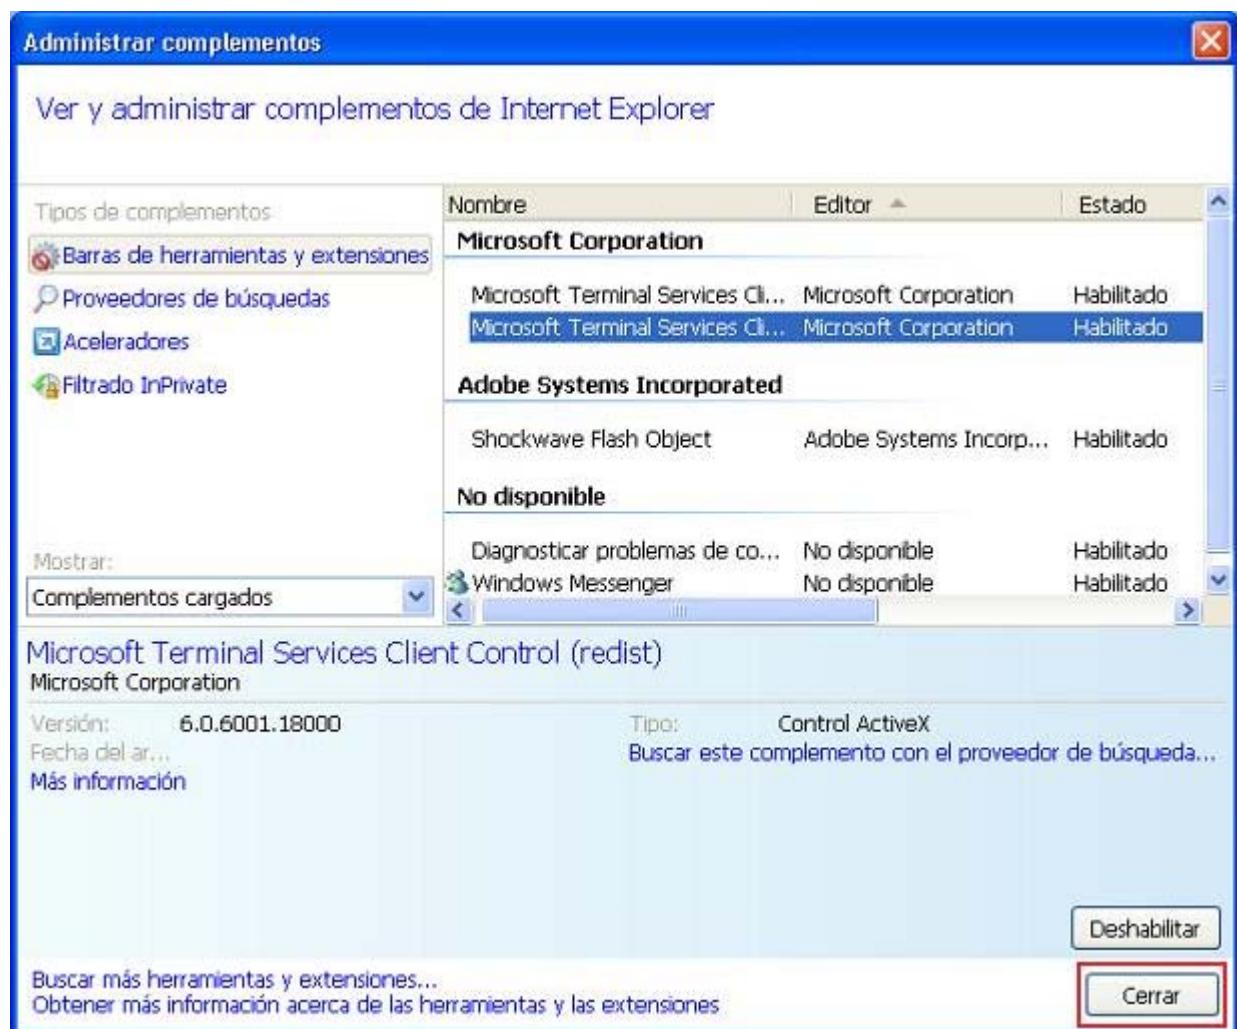 Administrar complementos
Ver y administrar complementos de Internet Explorer
Tipos de complementos
Barras de herramientas y extensiones
Proveedores de búsquedas
Aceleradores
Filtrado InPrivate
Mostrar:
Complementos cargados
Nombre Editor Estado
Microsoft Corporation
Microsoft Terminal Services Cli... Microsoft Corporation Habilitado
Microsoft Terminal Services Cli... Microsoft Corporation Habilitado
Adobe Systems Incorporated
Shockwave Flash Object Adobe Systems Incorp... Habilitado
No disponible
Diagnosticar problemas de co... No disponible Habilitado
Windows Messenger No disponible Habilitado
Microsoft Terminal Services Client Control (redist)
Microsoft Corporation
Versión: 6.0.6001.18000 Tipo: Control ActiveX
Fecha del ar... Buscar este complemento con el proveedor de búsqueda...
Más información
Deshabilitar
Buscar más herramientas y extensiones...
Obtener más información acerca de las herramientas y las extensiones
Cerrar